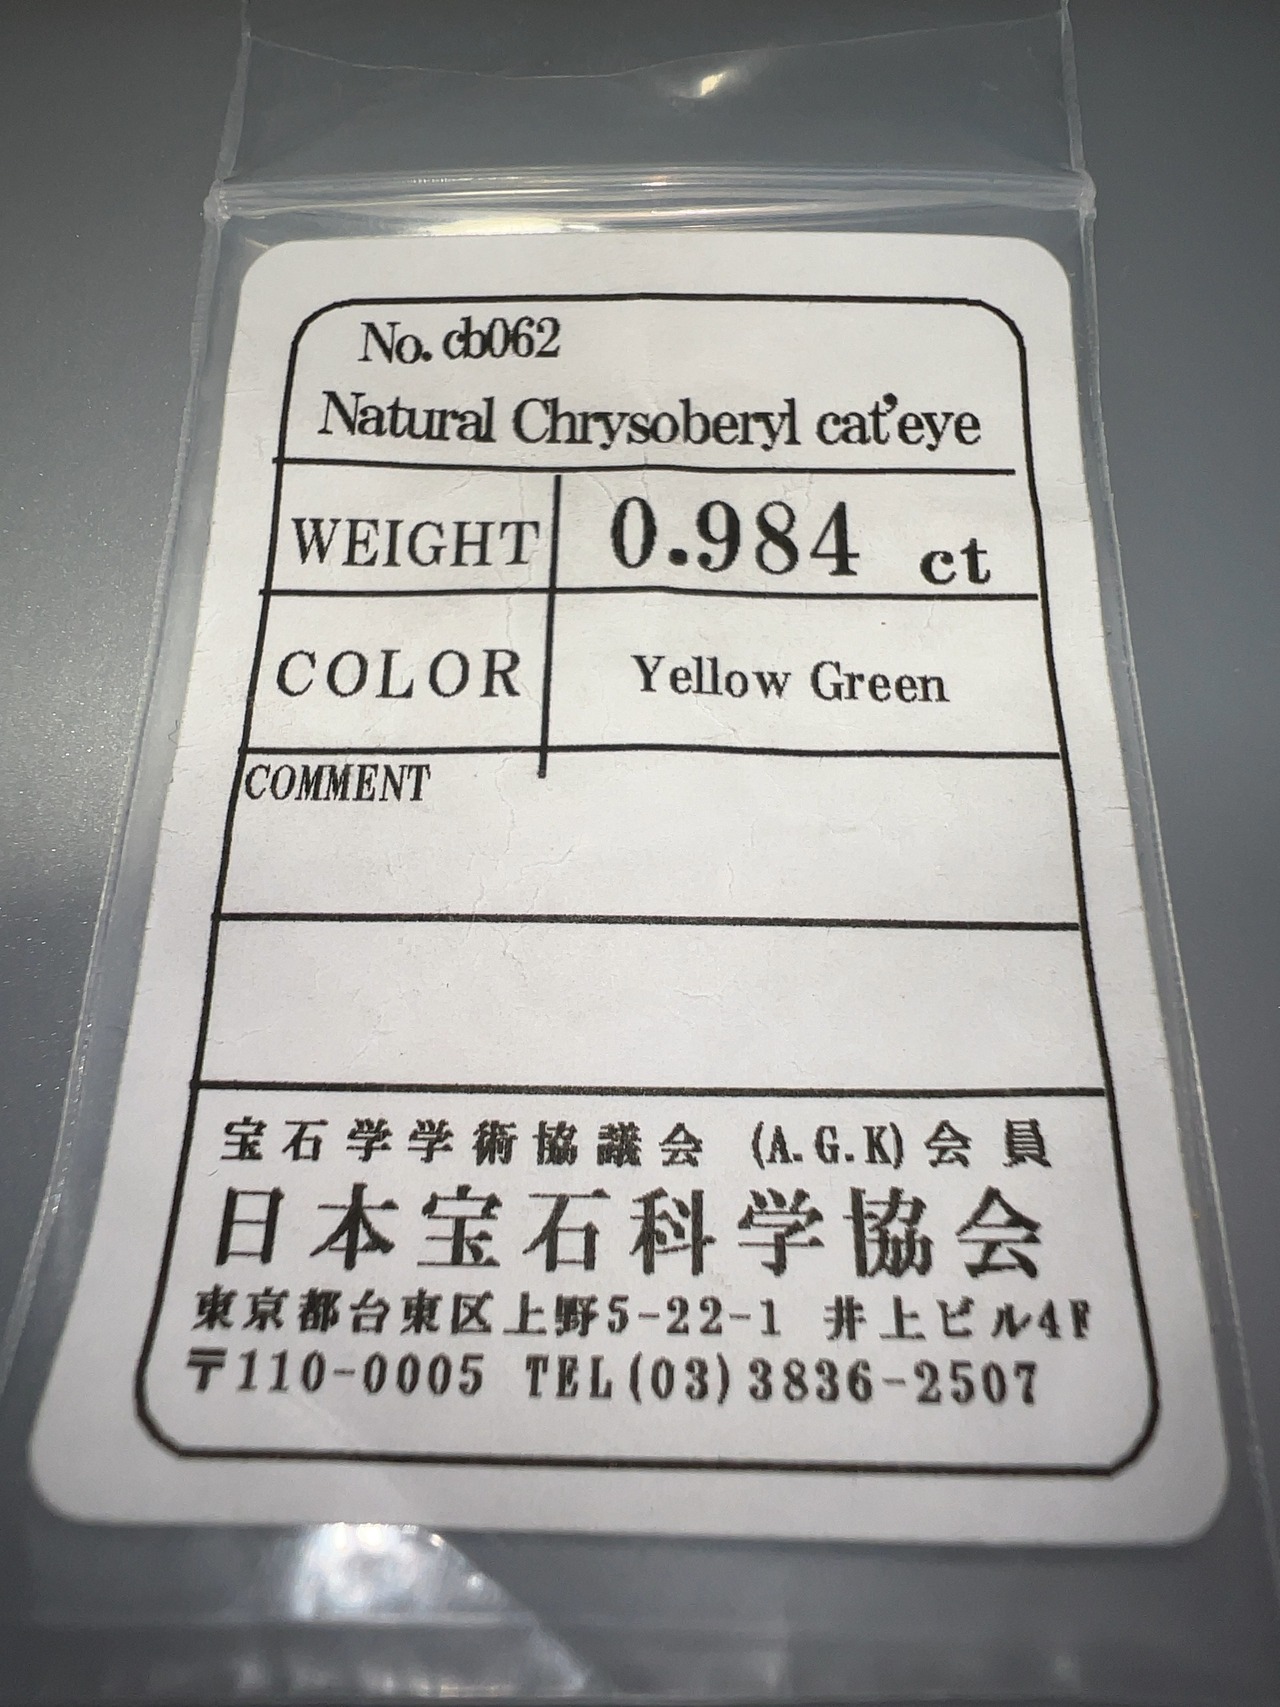 No. cb062
Natural Chrysoberyl cat'eye
WEIGHT 0.984 ct
COLOR Yellow Green
COMMENT
宝石学学術協議会 (A.G.K)会員
日本宝石科学協会
東京都台東区上野5-22-1 井上ビル4F
〒110-0005 TEL(03)3836-2507